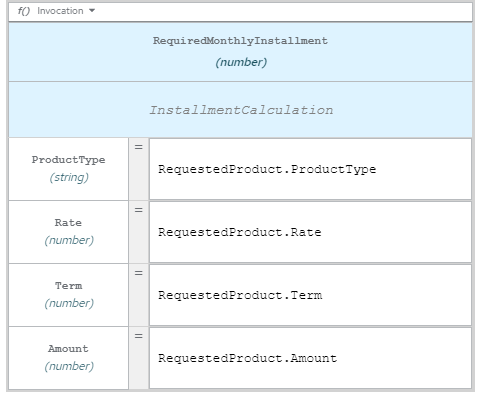 f() Invocation
RequiredMonthlyInstallment
(number)
InstallmentCalculation
ProductType
(string)
=
RequestedProduct.ProductType
Rate
(number)
=
RequestedProduct.Rate
Term
(number)
=
RequestedProduct.Term
Amount
(number)
=
RequestedProduct.Amount